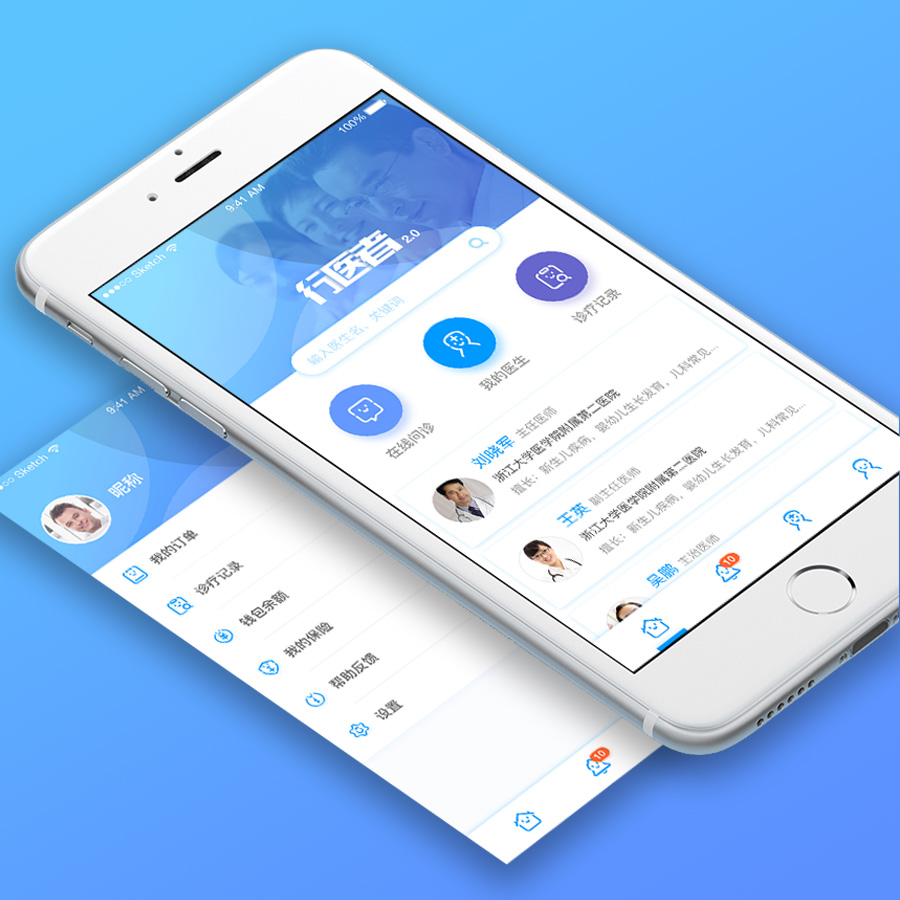 ●●●○○ Sketch
9:41 AM
100%
行医者 2.0
输入医生名、关键词
在线问诊
我的医生
诊疗记录
刘晓军 主任医师
浙江大学医学院附属第二医院
擅长：新生儿疾病，婴幼儿生长发育，儿科常见...
王英 副主任医师
浙江大学医学院附属第二医院
擅长：新生儿疾病，婴幼儿生长发育，儿科常见...
吴鹏 主治医师
10
Sketch
9:41 AM
昵称
我的订单
诊疗记录
钱包余额
我的保险
帮助反馈
设置
10